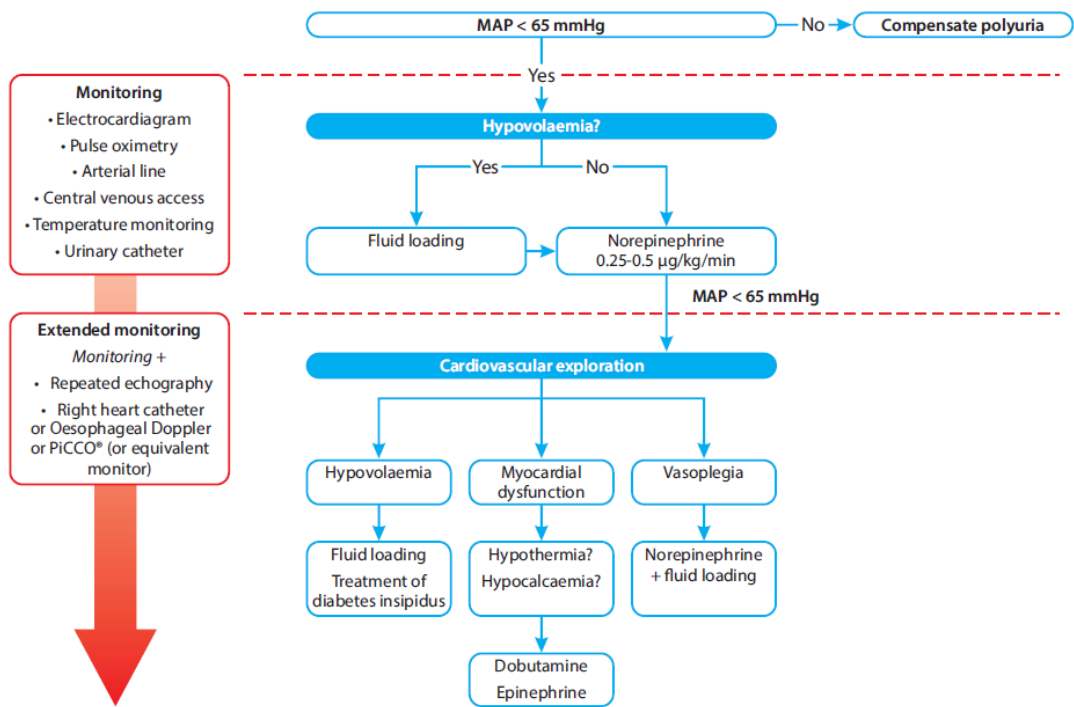 MAP < 65 mmHg
No
Compensate polyuria
Yes
Monitoring
• Electrocardiagram
• Pulse oximetry
• Arterial line
• Central venous access
• Temperature monitoring
• Urinary catheter
Hypovolaemia?
Yes
No
Fluid loading
Norepinephrine
0.25-0.5 µg/kg/min
MAP < 65 mmHg
Extended monitoring
Monitoring +
• Repeated echography
• Right heart catheter
or Oesophageal Doppler
or PiCCO® (or equivalent
monitor)
Cardiovascular exploration
Hypovolaemia
Myocardial
dysfunction
Vasoplegia
Fluid loading
Treatment of
diabetes insipidus
Hypothermia?
Hypocalcaemia?
Norepinephrine
+ fluid loading
Dobutamine
Epinephrine